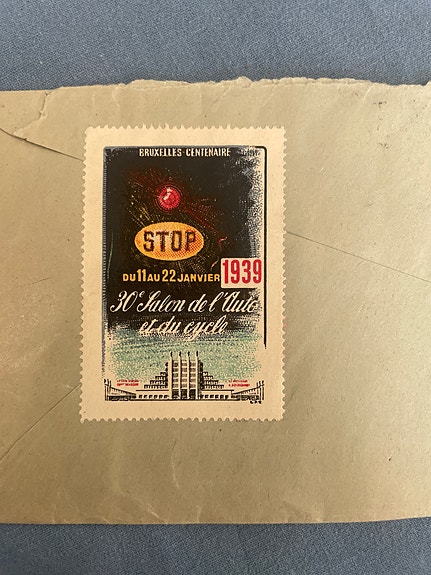 BRUXELLES-CENTENAIRE
STOP
DU 11 AU 22 JANVIER 1939
30e Salon de l'Auto
et du cycle